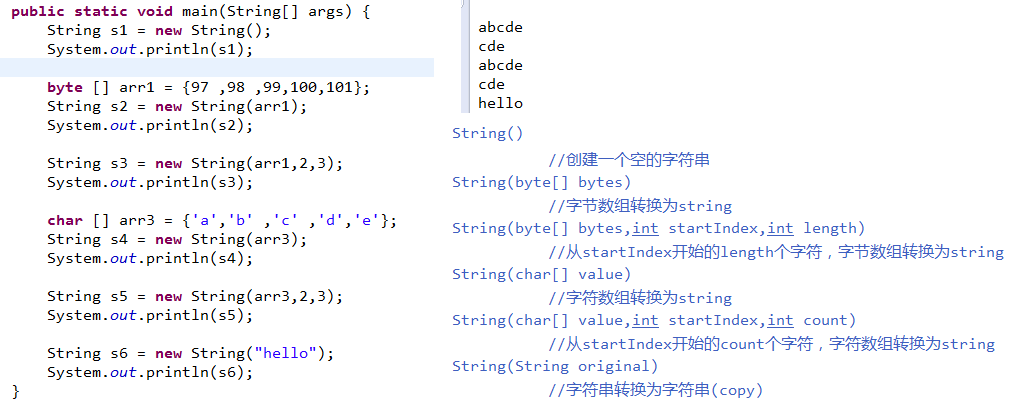 public static void main(String[] args) {
String s1 = new String();
System.out.println(s1);
byte [] arr1 = {97 ,98 ,99,100,101};
String s2 = new String(arr1);
System.out.println(s2);
String s3 = new String(arr1,2,3);
System.out.println(s3);
char [] arr3 = {'a','b' ,'c' ,'d','e'};
String s4 = new String(arr3);
System.out.println(s4);
String s5 = new String(arr3,2,3);
System.out.println(s5);
String s6 = new String("hello");
System.out.println(s6);
}
abcde
cde
abcde
cde
hello
String()
//创建一个空的字符串
String(byte[] bytes)
//字节数组转换为string
String(byte[] bytes,int startIndex,int length)
//从startIndex开始的length个字符，字节数组转换为string
String(char[] value)
//字符数组转换为string
String(char[] value,int startIndex,int count)
//从startIndex开始的count个字符，字符数组转换为string
String(String original)
//字符串转换为字符串(copy)